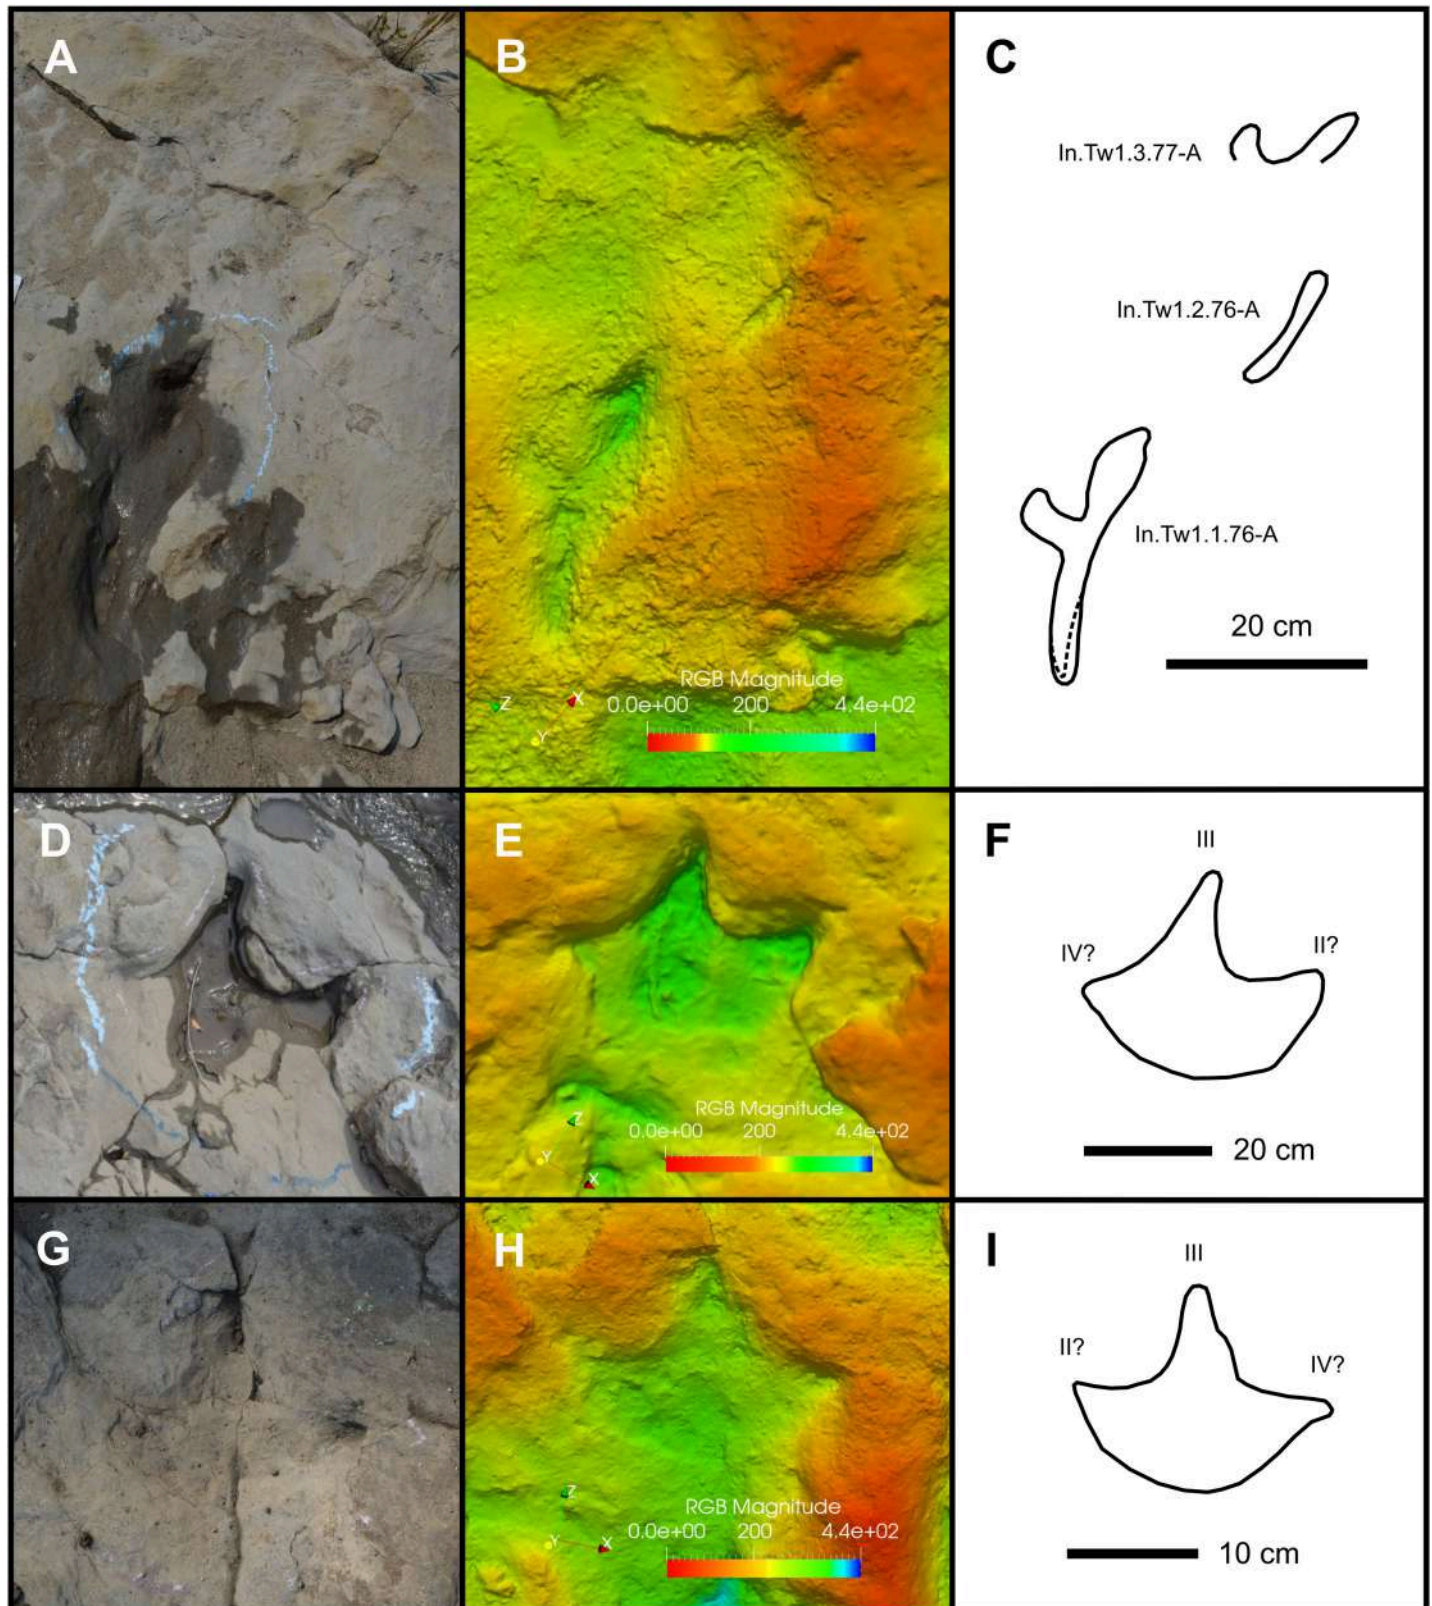 A
B
C
In.Tw1.3.77-A
In.Tw1.2.76-A
In.Tw1.1.76-A
20 cm
RGB Magnitude
0.0e+00 200 4.4e+02
Z
X
Y
D
E
F
III
IV?
II?
20 cm
RGB Magnitude
0.0e+00 200 4.4e+02
Z
Y
X
G
H
I
III
II?
IV?
10 cm
RGB Magnitude
0.0e+00 200 4.4e+02
Z
Y
X